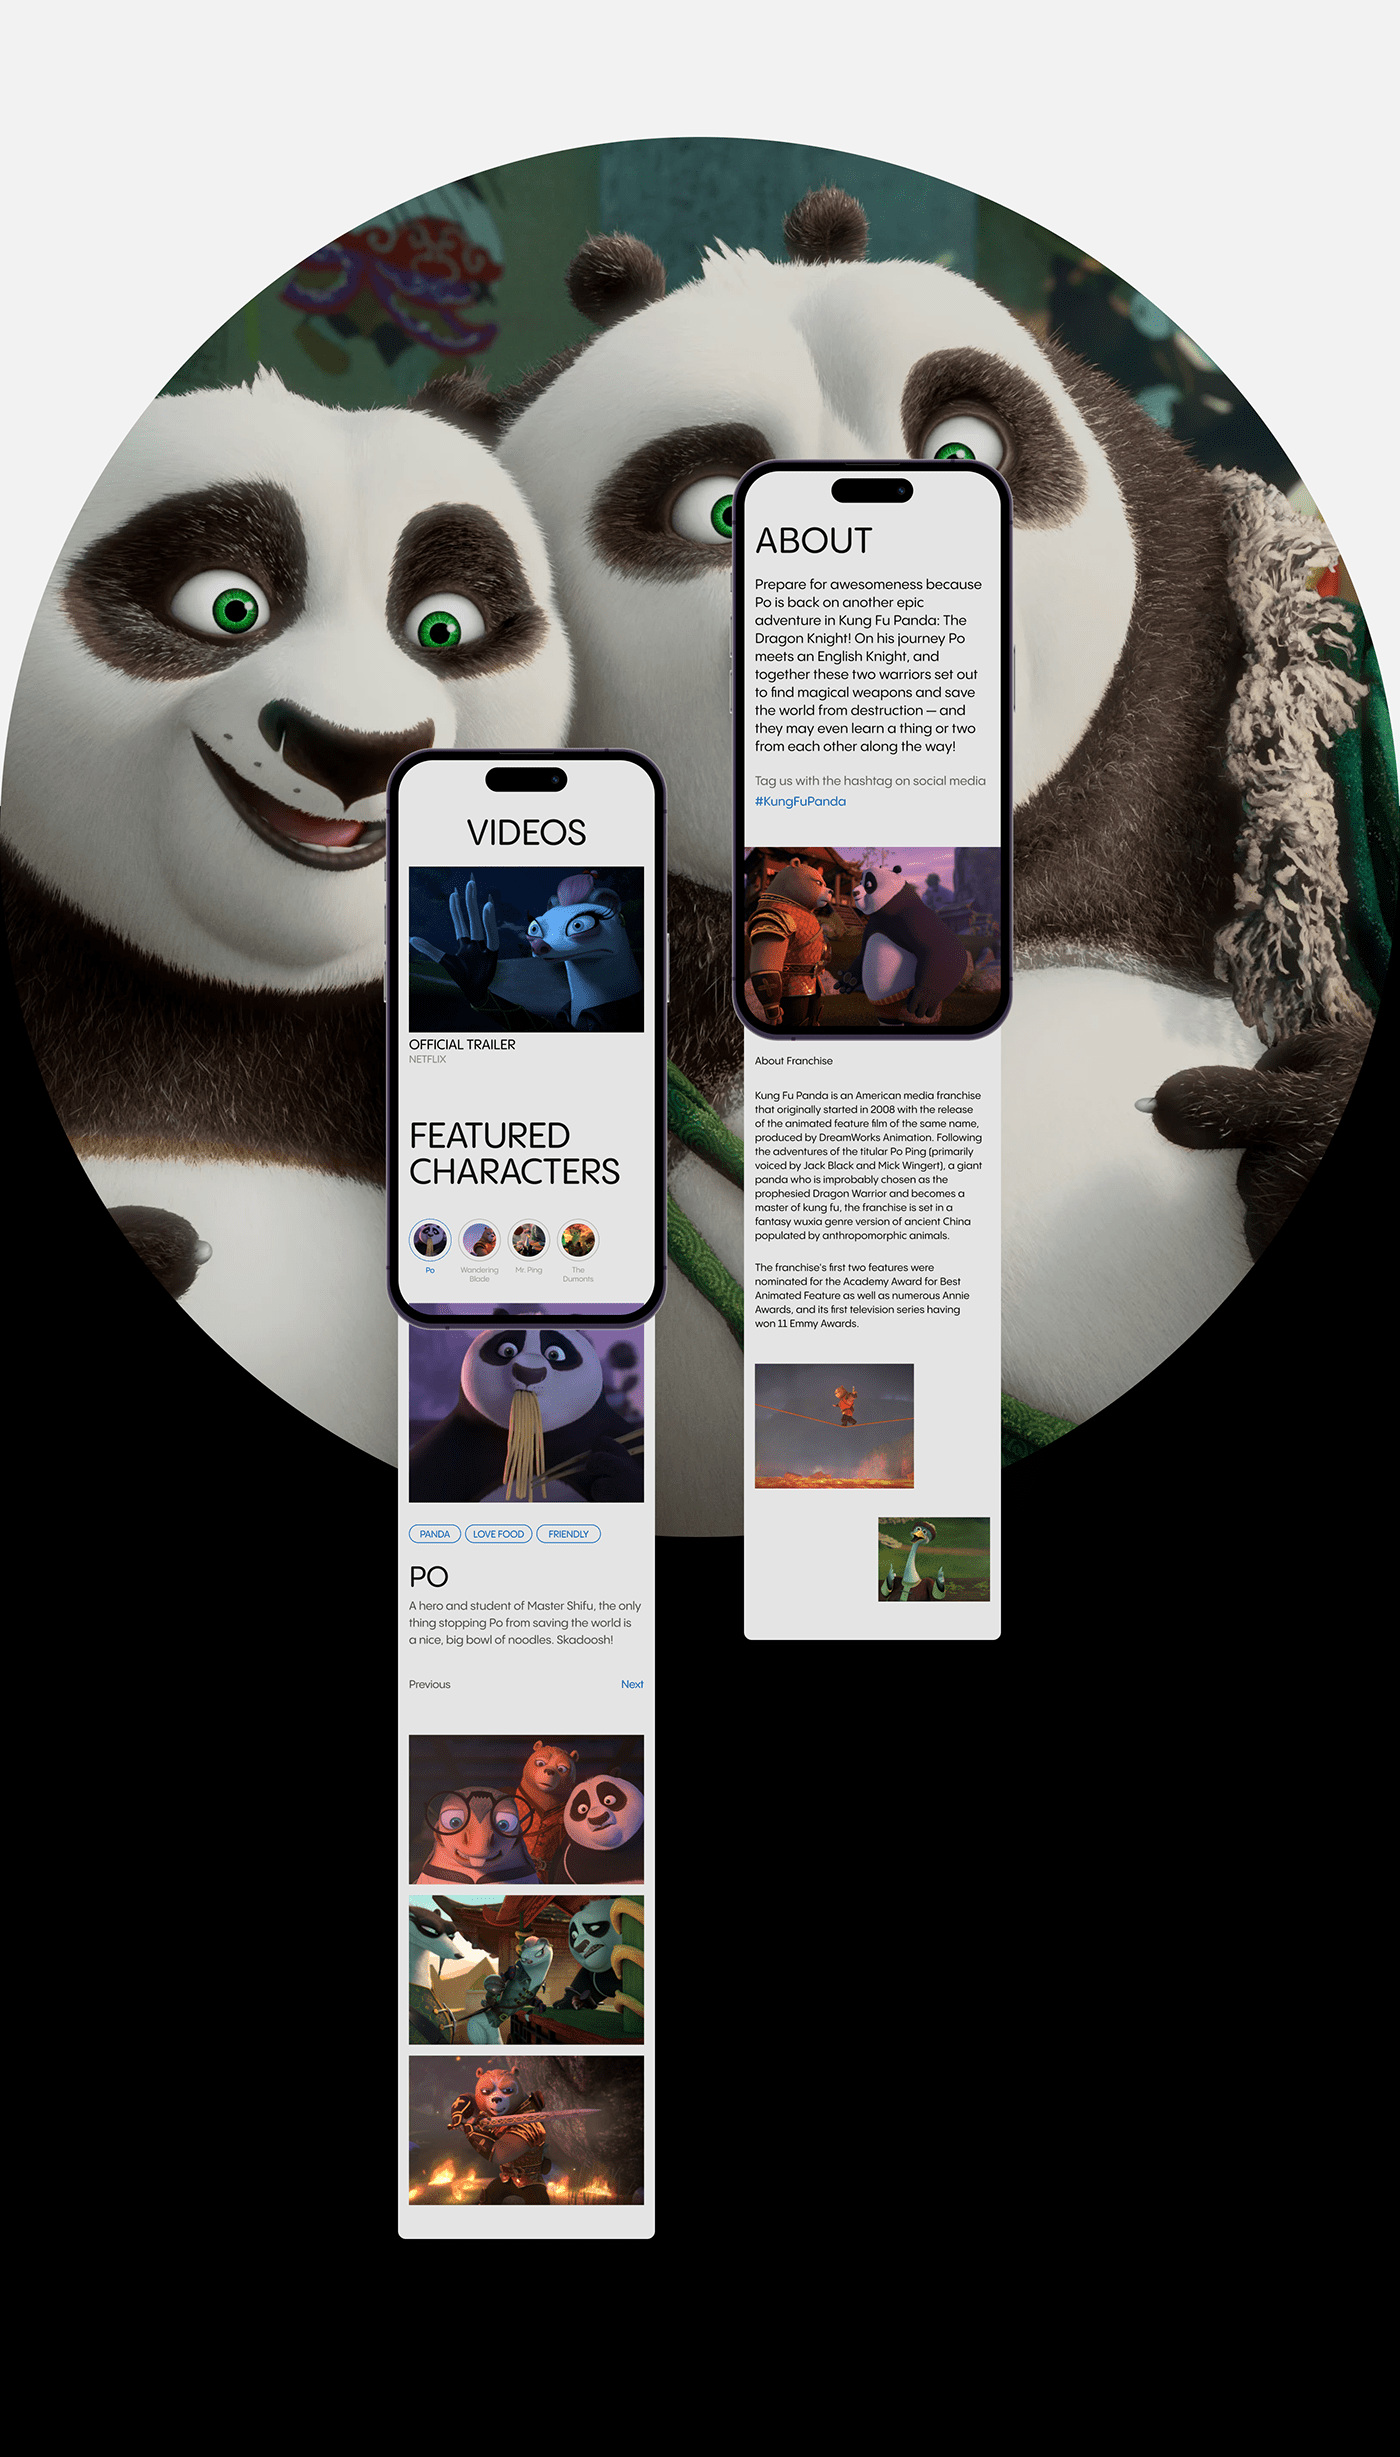 ABOUT
Prepare for awesomeness because
Po is back on another epic
adventure in Kung Fu Panda: The
Dragon Knight! On his journey Po
meets an English Knight, and
together these two warriors set out
to find magical weapons and save
the world from destruction — and
they may even learn a thing or two
from each other along the way!
Tag us with the hashtag on social media
#KungFuPanda
About Franchise
Kung Fu Panda is an American media franchise
that originally started in 2008 with the release
of the animated feature film of the same name,
produced by DreamWorks Animation. Following
the adventures of the titular Po Ping (primarily
voiced by Jack Black and Mick Wingert), a giant
panda who is improbably chosen as the
prophesied Dragon Warrior and becomes a
master of kung fu, the franchise is set in a
fantasy wuxia genre version of ancient China
populated by anthropomorphic animals.
The franchise's first two features were
nominated for the Academy Award for Best
Animated Feature as well as numerous Annie
Awards, and its first television series having
won 11 Emmy Awards.
VIDEOS
OFFICIAL TRAILER
NETFLIX
FEATURED
CHARACTERS
Po
Wandering
Blade
Mr. Ping
The
Dumonts
PANDA
LOVE FOOD
FRIENDLY
PO
A hero and student of Master Shifu, the only
thing stopping Po from saving the world is
a nice, big bowl of noodles. Skadoosh!
Previous
Next